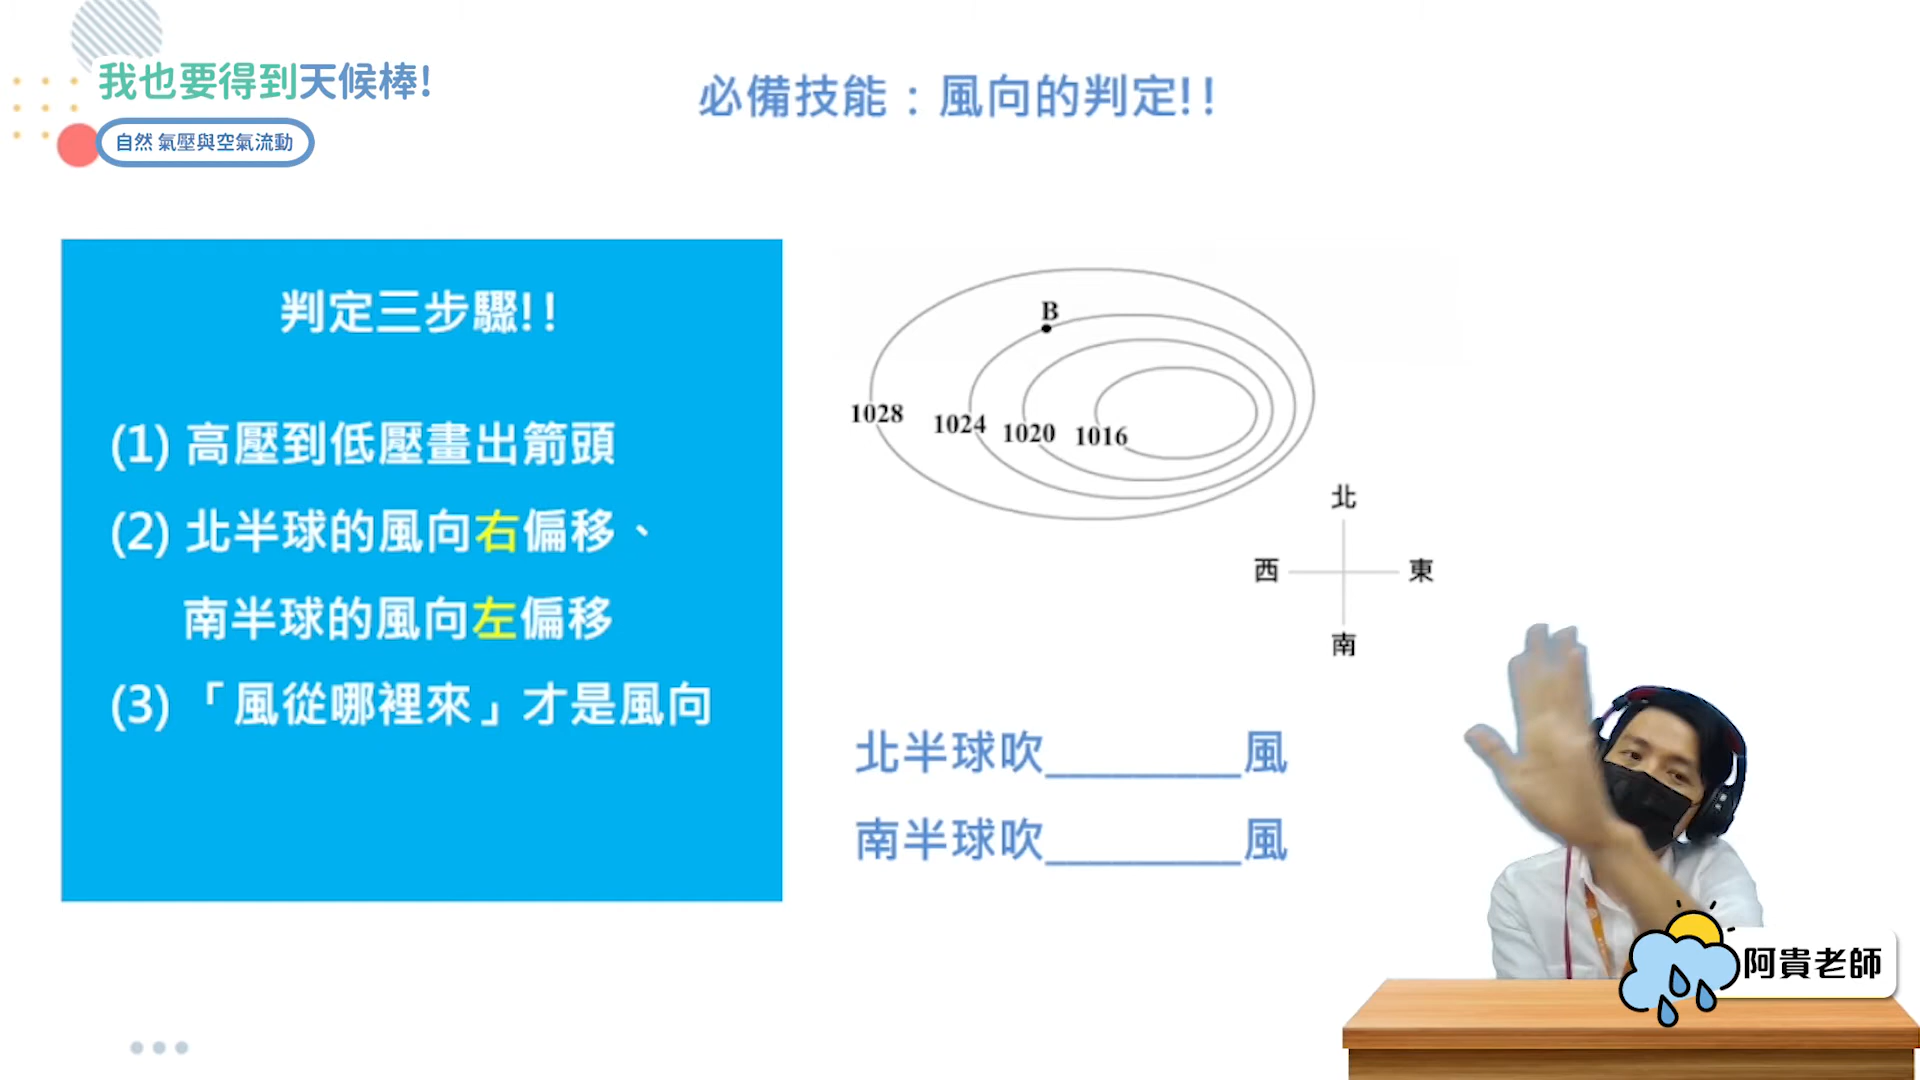 我也要得到天候棒!
自然 氣壓與空氣流動
必備技能：風向的判定!!
判定三步驟!!
(1) 高壓到低壓畫出箭頭
(2) 北半球的風向右偏移、
南半球的風向左偏移
(3) 「風從哪裡來」才是風向
B
1028
1024
1020
1016
北
西
東
南
北半球吹________風
南半球吹________風
阿貴老師